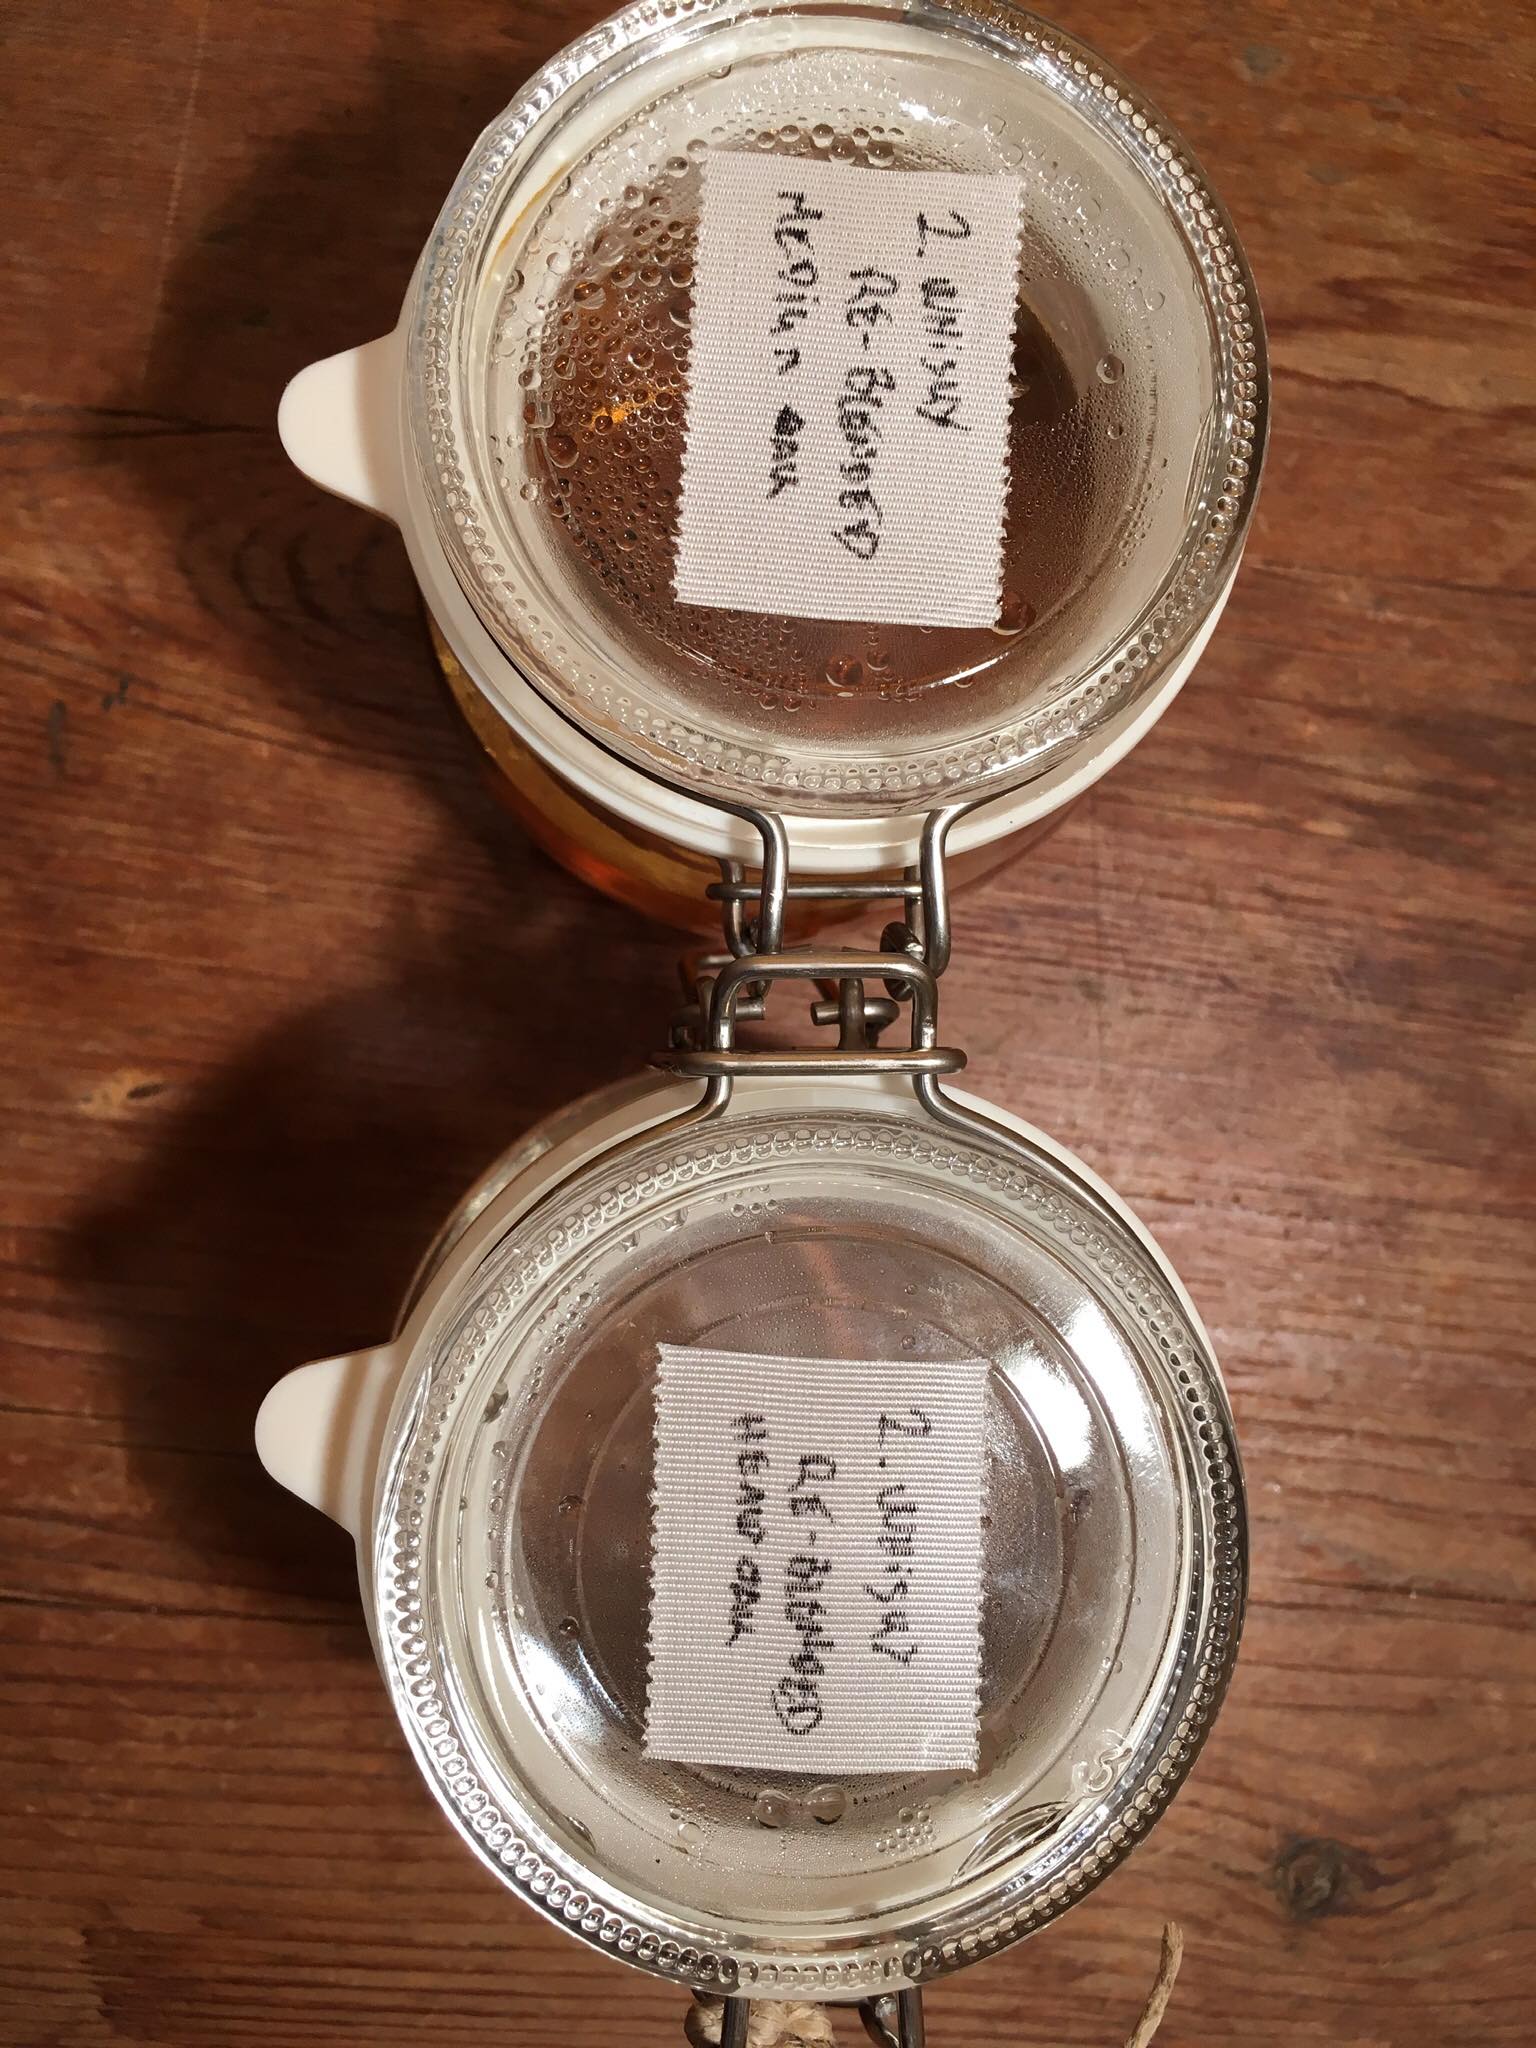 2. WHISKY
RE-BLENDED
MEDIUM OAK
2. WHISKY
RE-BLENDED
HEAVY OAK